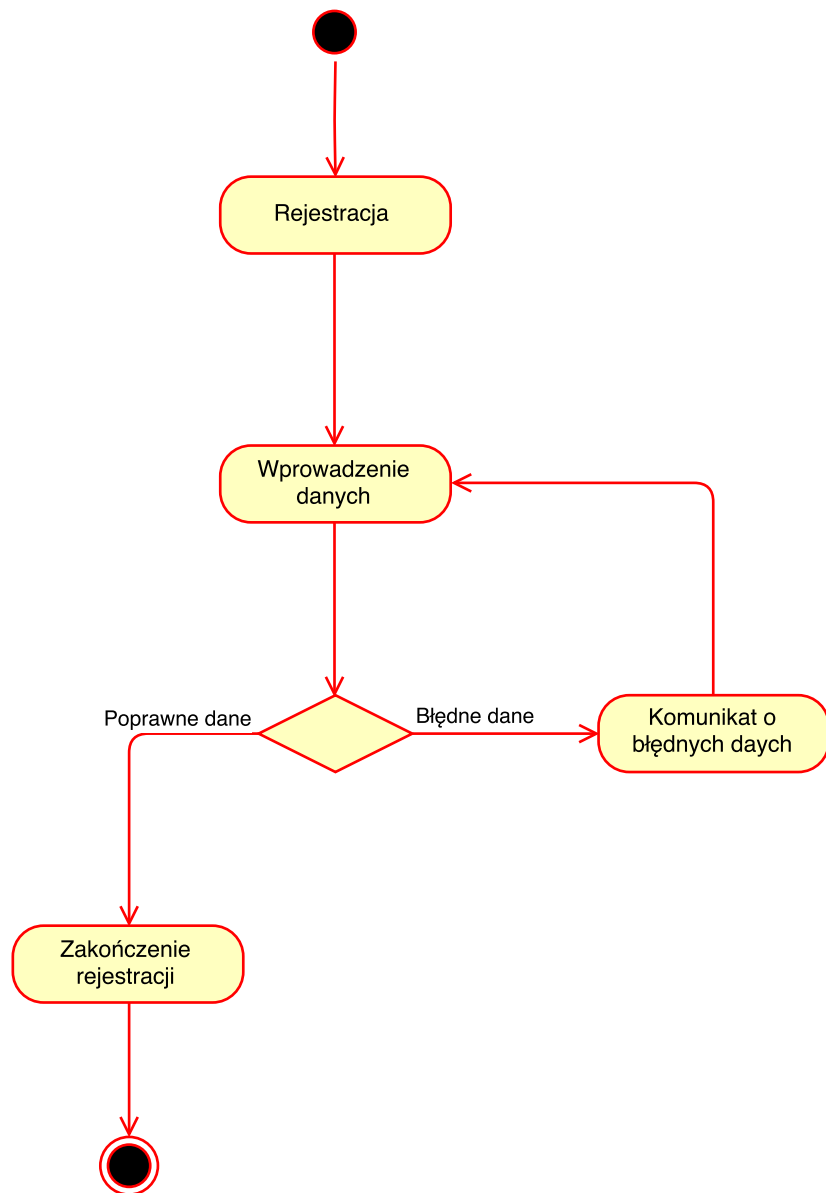 Rejestracja
Wprowadzenie
danych
Poprawne dane
Błędne dane
Komunikat o
błędnych daych
Zakończenie
rejestracji